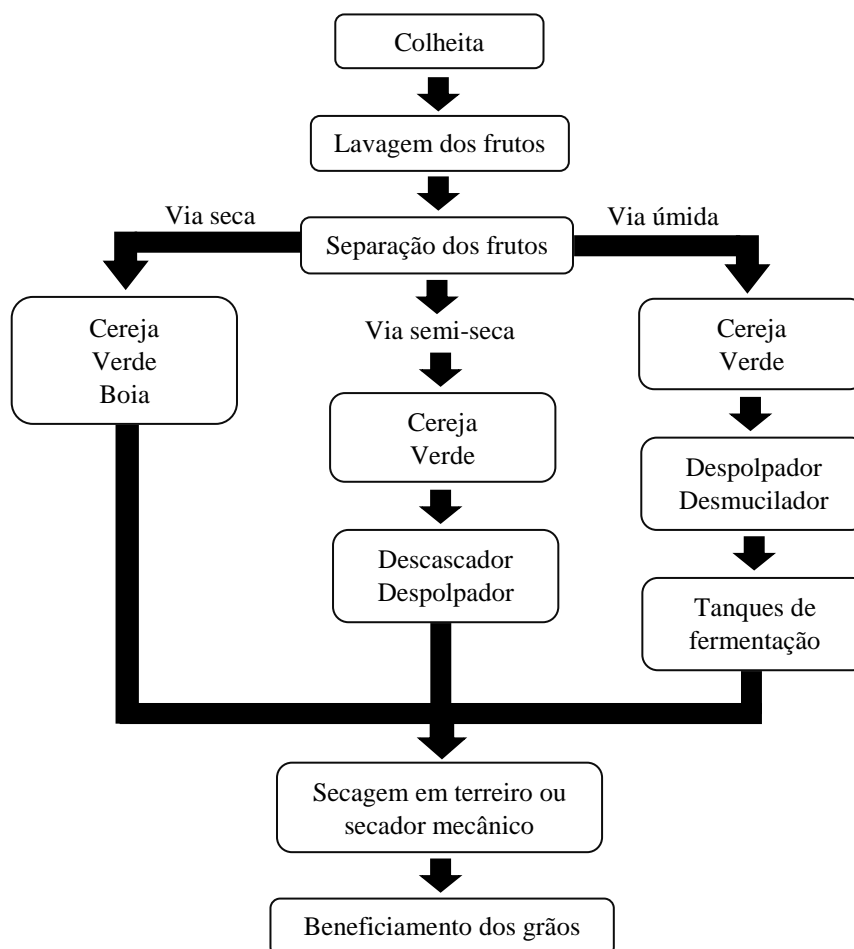 Colheita
Lavagem dos frutos
Via seca
Separação dos frutos
Via úmida
Cereja
Verde
Boia
Via semi-seca
Cereja
Verde
Descascador
Despolpador
Cereja
Verde
Despolpador
Desmucilador
Tanques de
fermentação
Secagem em terreiro ou
secador mecânico
Beneficiamento dos grãos